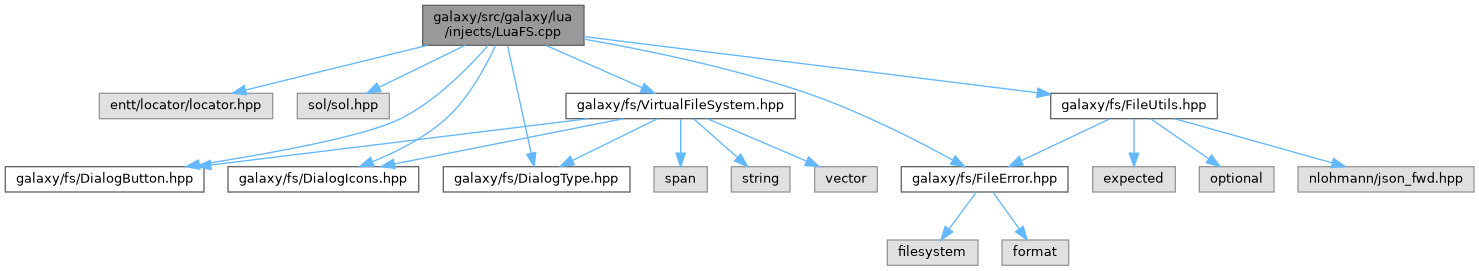 galaxy/src/galaxy/lua
/injects/LuaFS.cpp
entt/locator/locator.hpp
sol/sol.hpp
galaxy/fs/VirtualFileSystem.hpp
galaxy/fs/FileUtils.hpp
galaxy/fs/DialogButton.hpp
galaxy/fs/DialogIcons.hpp
galaxy/fs/DialogType.hpp
span
string
vector
galaxy/fs/FileError.hpp
expected
optional
nlohmann/json_fwd.hpp
filesystem
format